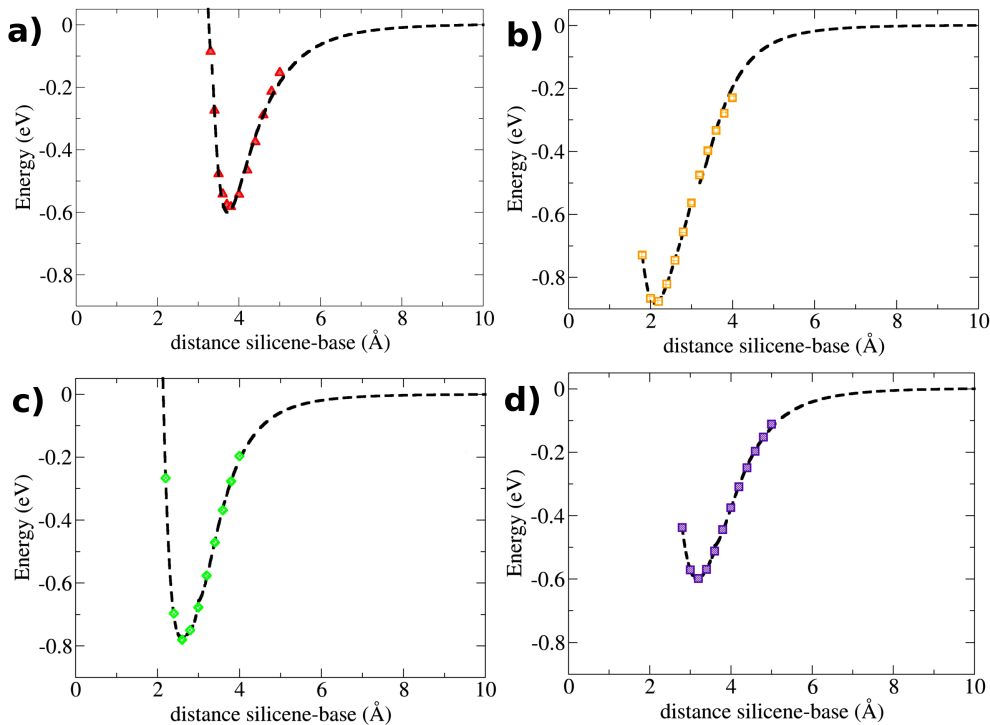 a)
Energy (eV)
0
-0.2
-0.4
-0.6
-0.8
0 2 4 6 8 10
distance silicene-base (Å)
b)
Energy (eV)
0
-0.2
-0.4
-0.6
-0.8
0 2 4 6 8 10
distance silicene-base (Å)
c)
Energy (eV)
0
-0.2
-0.4
-0.6
-0.8
0 2 4 6 8 10
distance silicene-base (Å)
d)
Energy (eV)
0
-0.2
-0.4
-0.6
-0.8
0 2 4 6 8 10
distance silicene-base (Å)